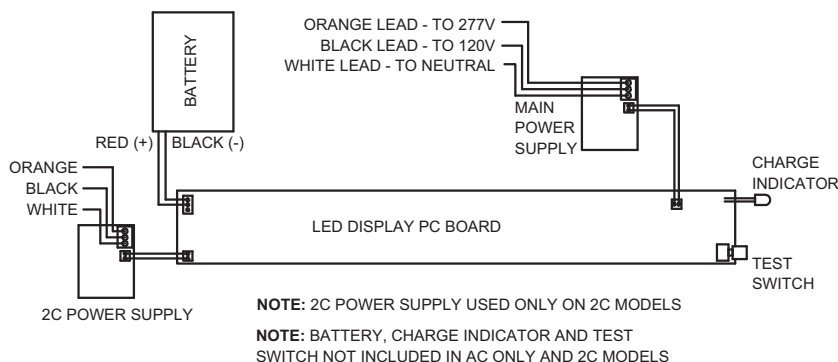 ORANGE LEAD - TO 277V
BLACK LEAD - TO 120V
WHITE LEAD - TO NEUTRAL
BATTERY
MAIN
POWER
SUPPLY
RED (+)
BLACK (-)
CHARGE
INDICATOR
ORANGE
BLACK
WHITE
LED DISPLAY PC BOARD
TEST
SWITCH
2C POWER SUPPLY
NOTE: 2C POWER SUPPLY USED ONLY ON 2C MODELS
NOTE: BATTERY, CHARGE INDICATOR AND TEST
SWITCH NOT INCLUDED IN AC ONLY AND 2C MODELS